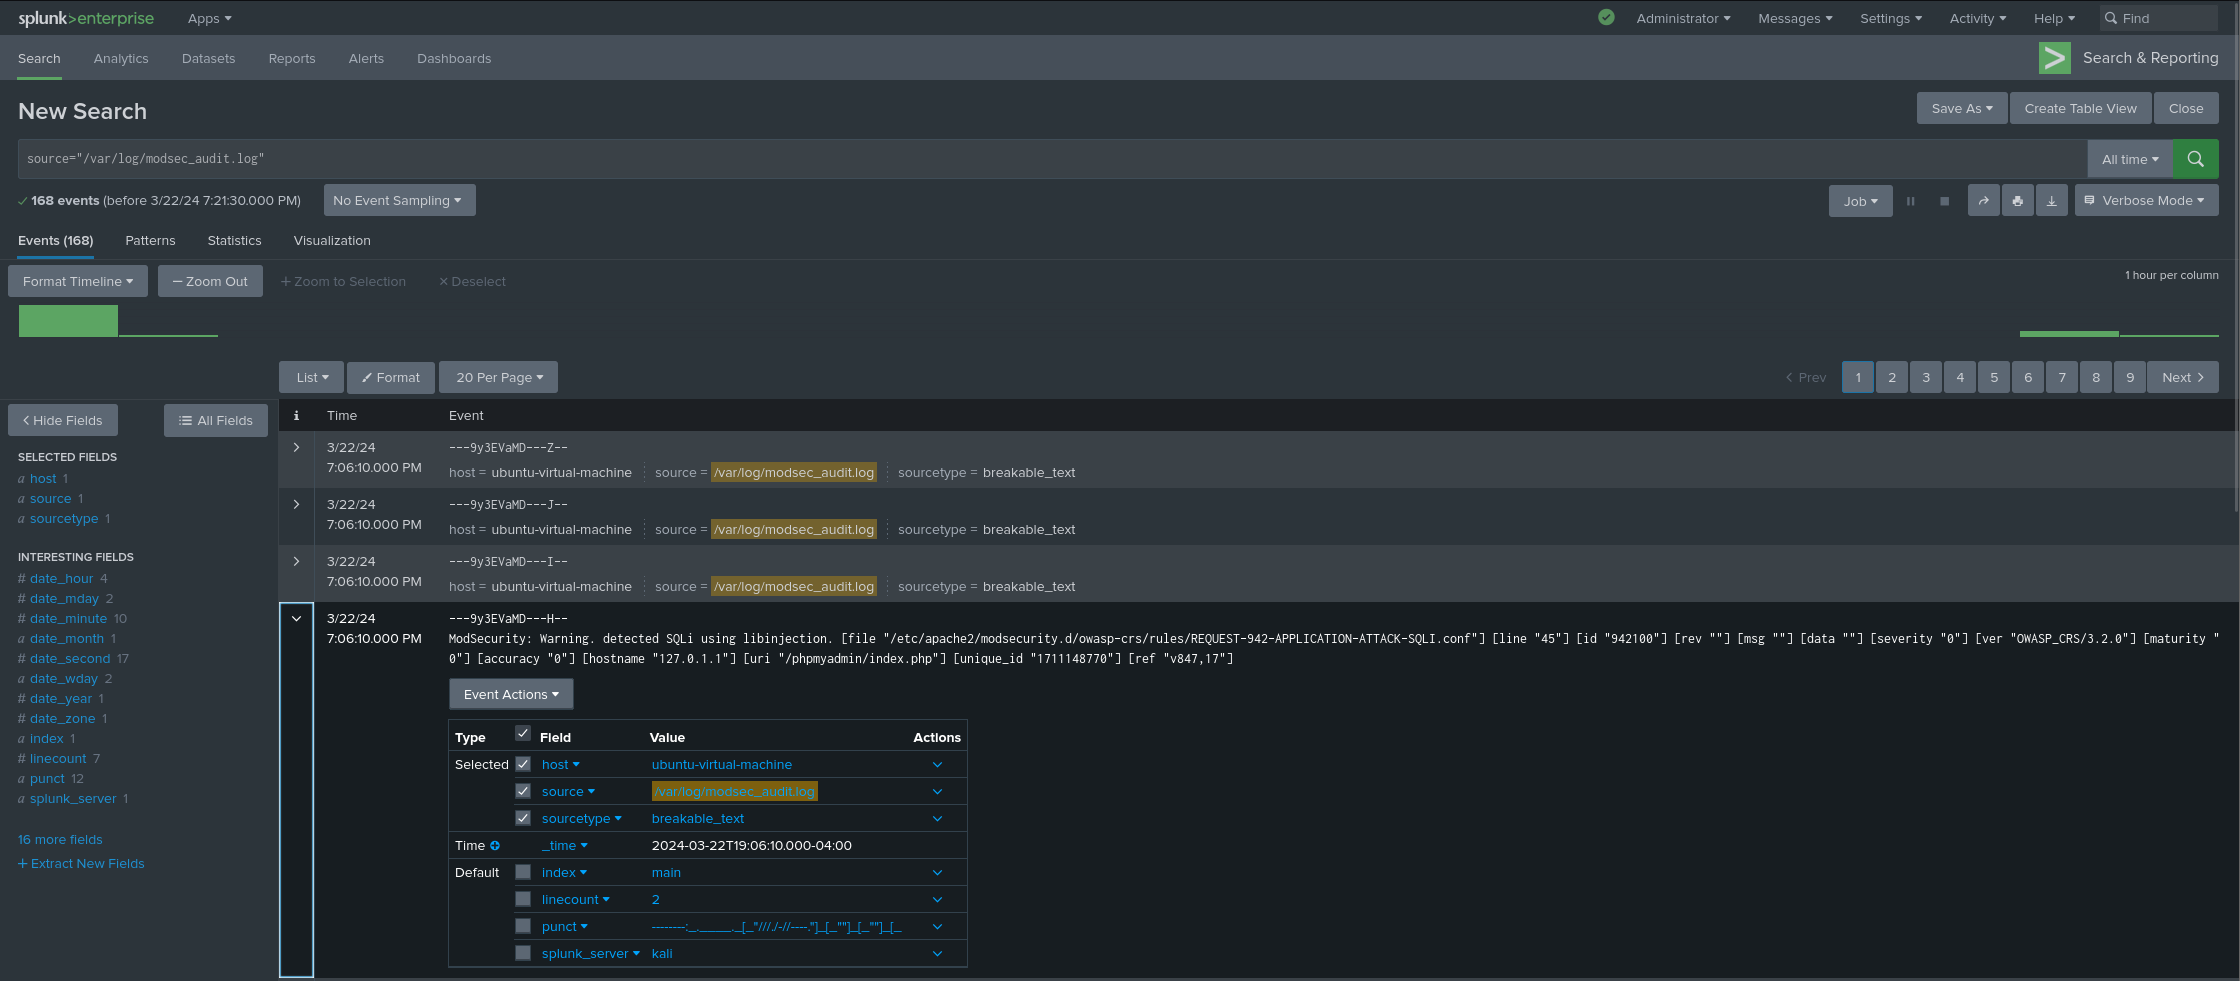 splunk>enterprise Apps Administrator Messages Settings Activity Help Find
Search Analytics Datasets Reports Alerts Dashboards Search & Reporting
New Search Save As Create Table View Close
source="/var/log/modsec_audit.log" All time
168 events (before 3/22/24 7:21:30.000 PM) No Event Sampling Job Verbose Mode
Events (168) Patterns Statistics Visualization
Format Timeline — Zoom Out + Zoom to Selection × Deselect 1 hour per column
List Format 20 Per Page < Prev 1 2 3 4 5 6 7 8 9 Next >
< Hide Fields All Fields
i Time Event
SELECTED FIELDS
a host 1
a source 1
a sourcetype 1
INTERESTING FIELDS
# date_hour 4
# date_mday 2
# date_minute 10
a date_month 1
# date_second 17
a date_wday 2
# date_year 1
# date_zone 1
a index 1
# linecount 7
a punct 12
a splunk_server 1
16 more fields
+ Extract New Fields
3/22/24 ---9y3EVaMD---Z--
7:06:10.000 PM host = ubuntu-virtual-machine source = /var/log/modsec_audit.log sourcetype = breakable_text
3/22/24 ---9y3EVaMD---J--
7:06:10.000 PM host = ubuntu-virtual-machine source = /var/log/modsec_audit.log sourcetype = breakable_text
3/22/24 ---9y3EVaMD---I--
7:06:10.000 PM host = ubuntu-virtual-machine source = /var/log/modsec_audit.log sourcetype = breakable_text
3/22/24 ---9y3EVaMD---H--
7:06:10.000 PM ModSecurity: Warning. detected SQLi using libinjection. [file "/etc/apache2/modsecurity.d/owasp-crs/rules/REQUEST-942-APPLICATION-ATTACK-SQLI.conf"] [line "45"] [id "942100"] [rev ""] [msg ""] [data ""] [severity "0"] [ver "OWASP_CRS/3.2.0"] [maturity "
0"] [accuracy "0"] [hostname "127.0.1.1"] [uri "/phpmyadmin/index.php"] [unique_id "1711148770"] [ref "v847,17"]
Event Actions
Type Field Value Actions
Selected host ubuntu-virtual-machine
source /var/log/modsec_audit.log
sourcetype breakable_text
Time _time 2024-03-22T19:06:10.000-04:00
Default index main
linecount 2
punct --------:_._____._[_"///./-//----."]_[_""]_[_""]_[_
splunk_server kali